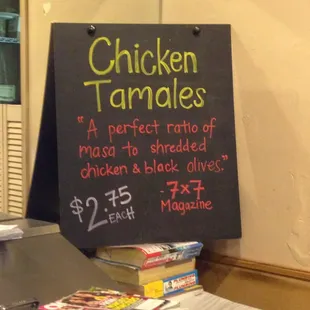 Chicken
Tamales
"A perfect ratio of
masa to shredded
chicken & black olives."
-7x7
Magazine
$2.75
EACH